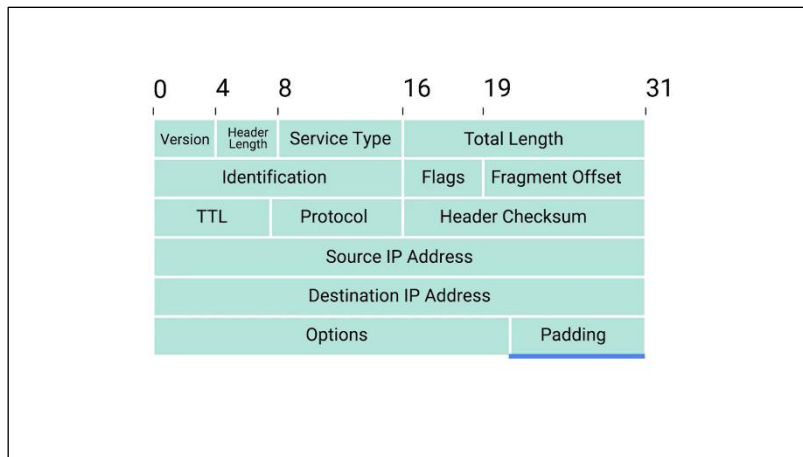 0 4 8 16 19 31
Version Header Length Service Type Total Length
Identification Flags Fragment Offset
TTL Protocol Header Checksum
Source IP Address
Destination IP Address
Options Padding